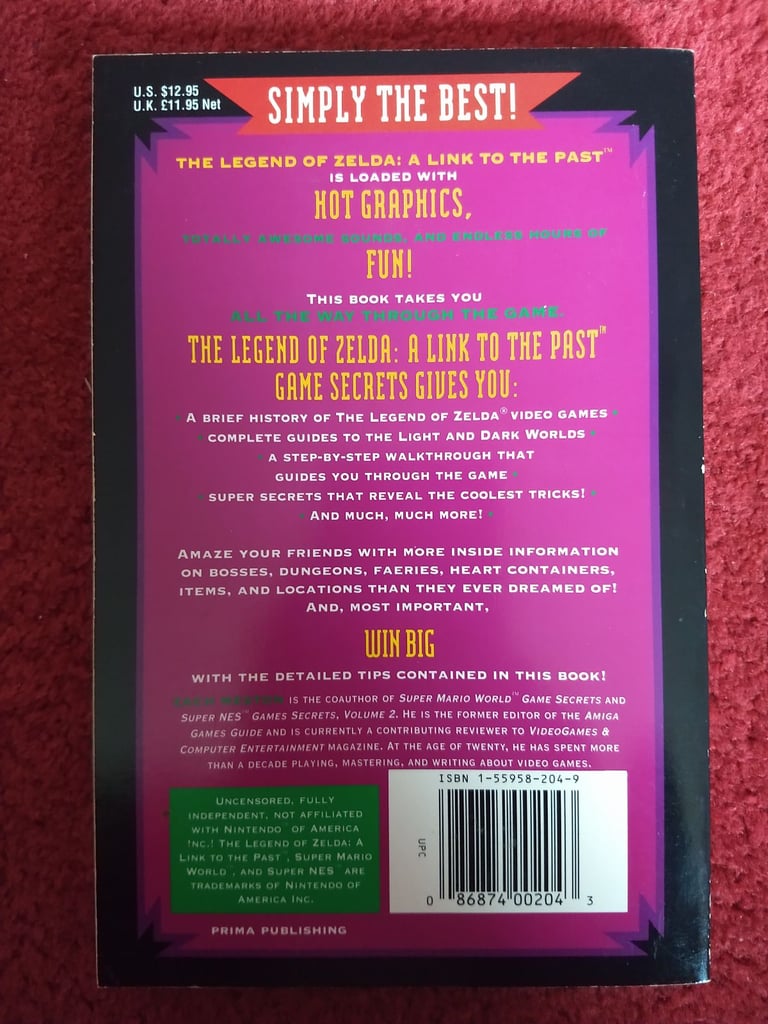 U.S. $12.95
U.K. £11.95 Net
SIMPLY THE BEST!
THE LEGEND OF ZELDA: A LINK TO THE PAST™
IS LOADED WITH
HOT GRAPHICS,
TOTALLY AWESOME SOUNDS, AND ENDLESS HOURS OF
FUN!
THIS BOOK TAKES YOU
ALL THE WAY THROUGH THE GAME.
THE LEGEND OF ZELDA: A LINK TO THE PAST™
GAME SECRETS GIVES YOU:
• A BRIEF HISTORY OF THE LEGEND OF ZELDA® VIDEO GAMES •
• COMPLETE GUIDES TO THE LIGHT AND DARK WORLDS •
• A STEP-BY-STEP WALKTHROUGH THAT
GUIDES YOU THROUGH THE GAME •
• SUPER SECRETS THAT REVEAL THE COOLEST TRICKS! •
• AND MUCH, MUCH MORE! •
AMAZE YOUR FRIENDS WITH MORE INSIDE INFORMATION
ON BOSSES, DUNGEONS, FAERIES, HEART CONTAINERS,
ITEMS, AND LOCATIONS THAN THEY EVER DREAMED OF!
AND, MOST IMPORTANT,
WIN BIG
WITH THE DETAILED TIPS CONTAINED IN THIS BOOK!
IS THE COAUTHOR OF SUPER MARIO WORLD™ GAME SECRETS AND
SUPER NES™ GAMES SECRETS, VOLUME 2. HE IS THE FORMER EDITOR OF THE AMIGA
GAMES GUIDE AND IS CURRENTLY A CONTRIBUTING REVIEWER TO VIDEOGAMES &
COMPUTER ENTERTAINMENT MAGAZINE. AT THE AGE OF TWENTY, HE HAS SPENT MORE
THAN A DECADE PLAYING, MASTERING, AND WRITING ABOUT VIDEO GAMES.
UNCENSORED, FULLY
INDEPENDENT, NOT AFFILIATED
WITH NINTENDO® OF AMERICA
INC.! THE LEGEND OF ZELDA: A
LINK TO THE PAST™, SUPER MARIO
WORLD™, AND SUPER NES™ ARE
TRADEMARKS OF NINTENDO OF
AMERICA INC.
ISBN 1-55958-204-9
UPC
0 86874 00204 3
PRIMA PUBLISHING